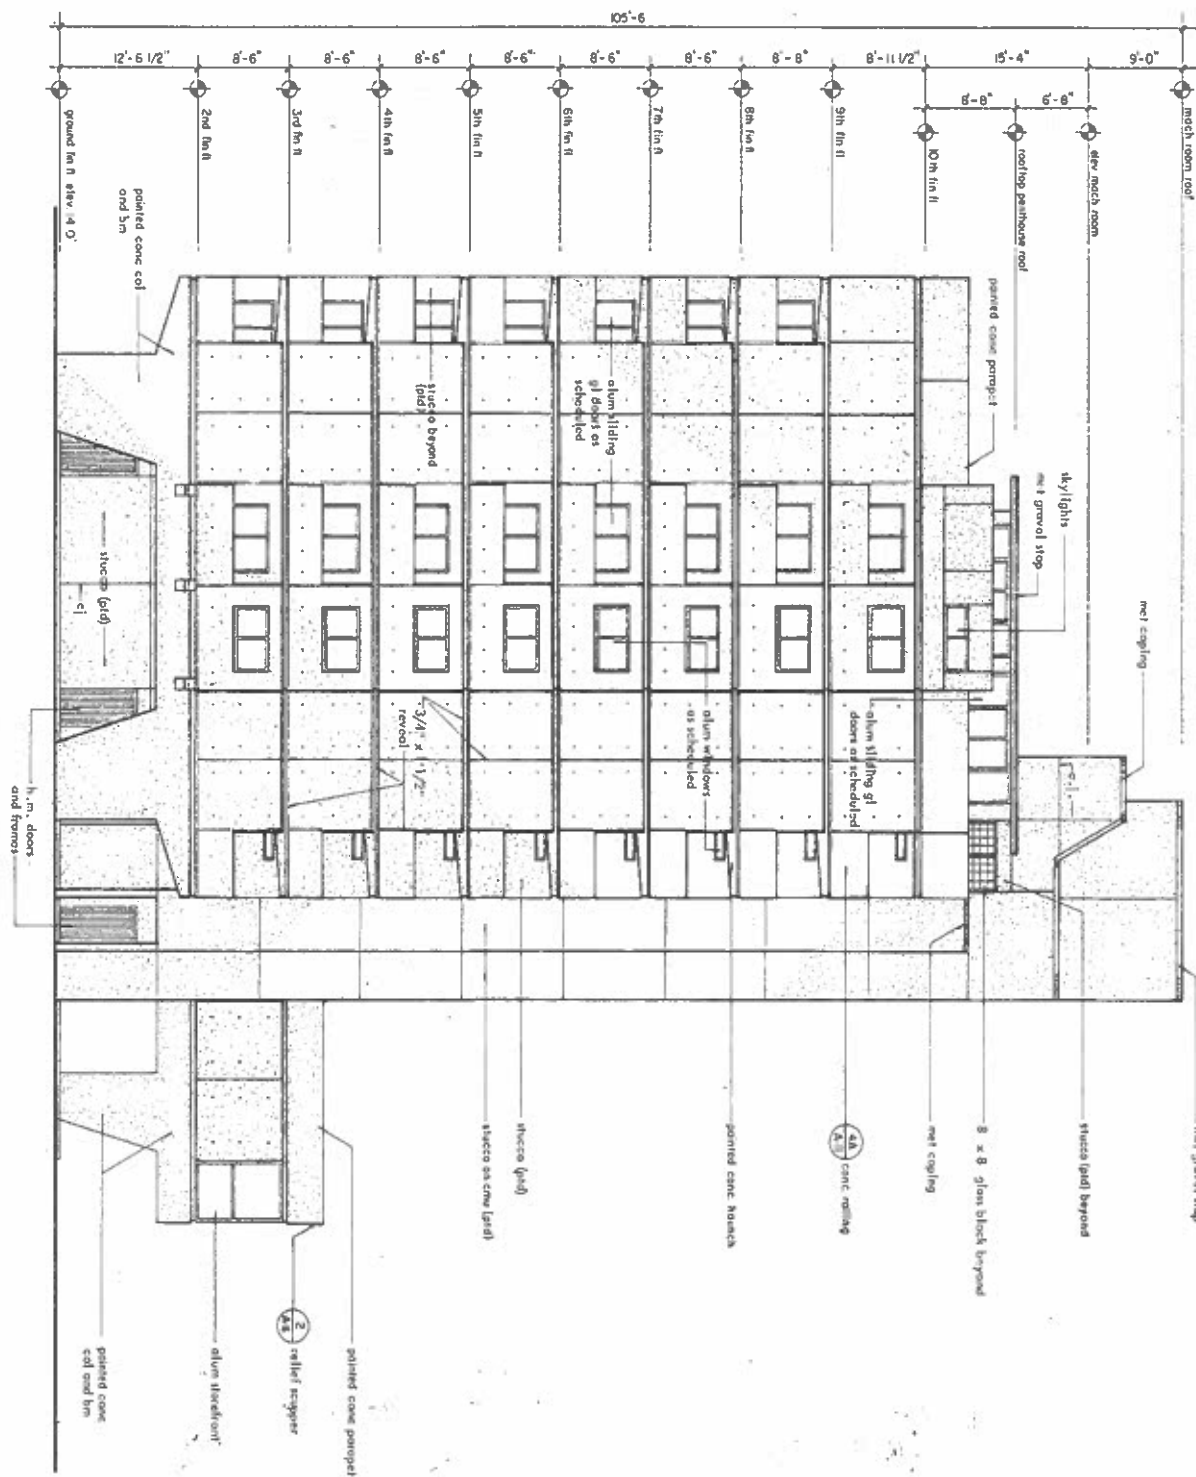 105'-6
12'-6 1/2"
8'-6"
8'-6"
8'-6"
8'-6"
8'-6"
8'-6"
8'-8"
8'-11 1/2"
15'-4"
9'-0"
8'-8"
6'-8"
ground fin fl elev
2nd fin fl
3rd fin fl
4th fin fl
5th fin fl
6th fin fl
7th fin fl
8th fin fl
9th fin fl
10 th fin fl
rooftop penthouse roof
elev mach room
mach room roof
painted conc col
and bm
painted conc parapet
skylights
met gravel stop
met coping
stucco beyond
(ptd)
alum sliding
gl doors as
scheduled
stucco (ptd)
cj
3/4" x 1 1/2"
reveal
alum windows
as scheduled
alum sliding gl
doors as scheduled
c.j.
h.m. doors
and frames
stucco on cmu (ptd)
stucco (ptd)
painted conc haunch
4A
conc railing
met coping
8 x 8 glass block beyond
stucco (ptd) beyond
painted conc
col and bm
alum storefront
2
relief scupper
painted conc parapet